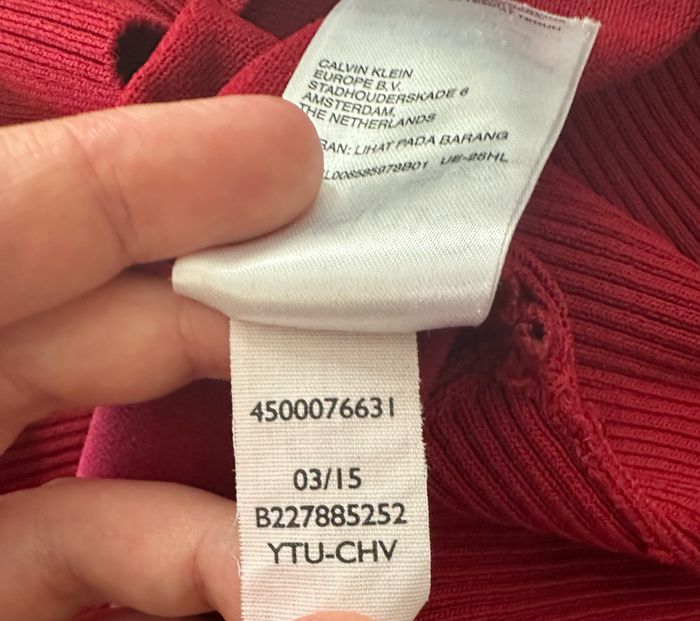 CALVIN KLEIN
EUROPE B.V.
STADHOUDERSKADE 6
AMSTERDAM,
THE NETHERLANDS
LIHAT PADA BARANG
4500076631
03/15
B227885252
YTU-CHV